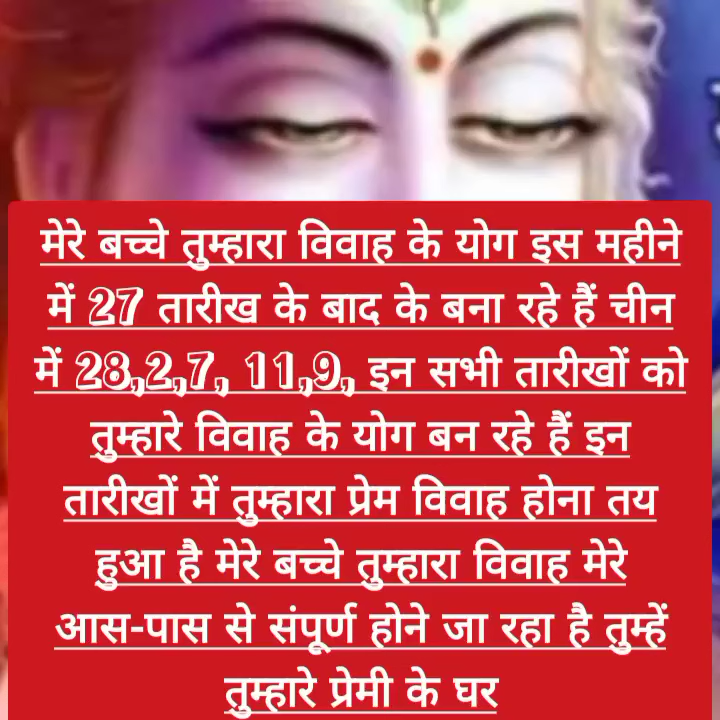 मेरे बच्चे तुम्हारा विवाह के योग इस महीने
में 27 तारीख के बाद के बना रहे हैं चीन
में 28,2,7, 11,9, इन सभी तारीखों को
तुम्हारे विवाह के योग बन रहे हैं इन
तारीखों में तुम्हारा प्रेम विवाह होना तय
हुआ है मेरे बच्चे तुम्हारा विवाह मेरे
आस-पास से संपूर्ण होने जा रहा है तुम्हें
तुम्हारे प्रेमी के घर